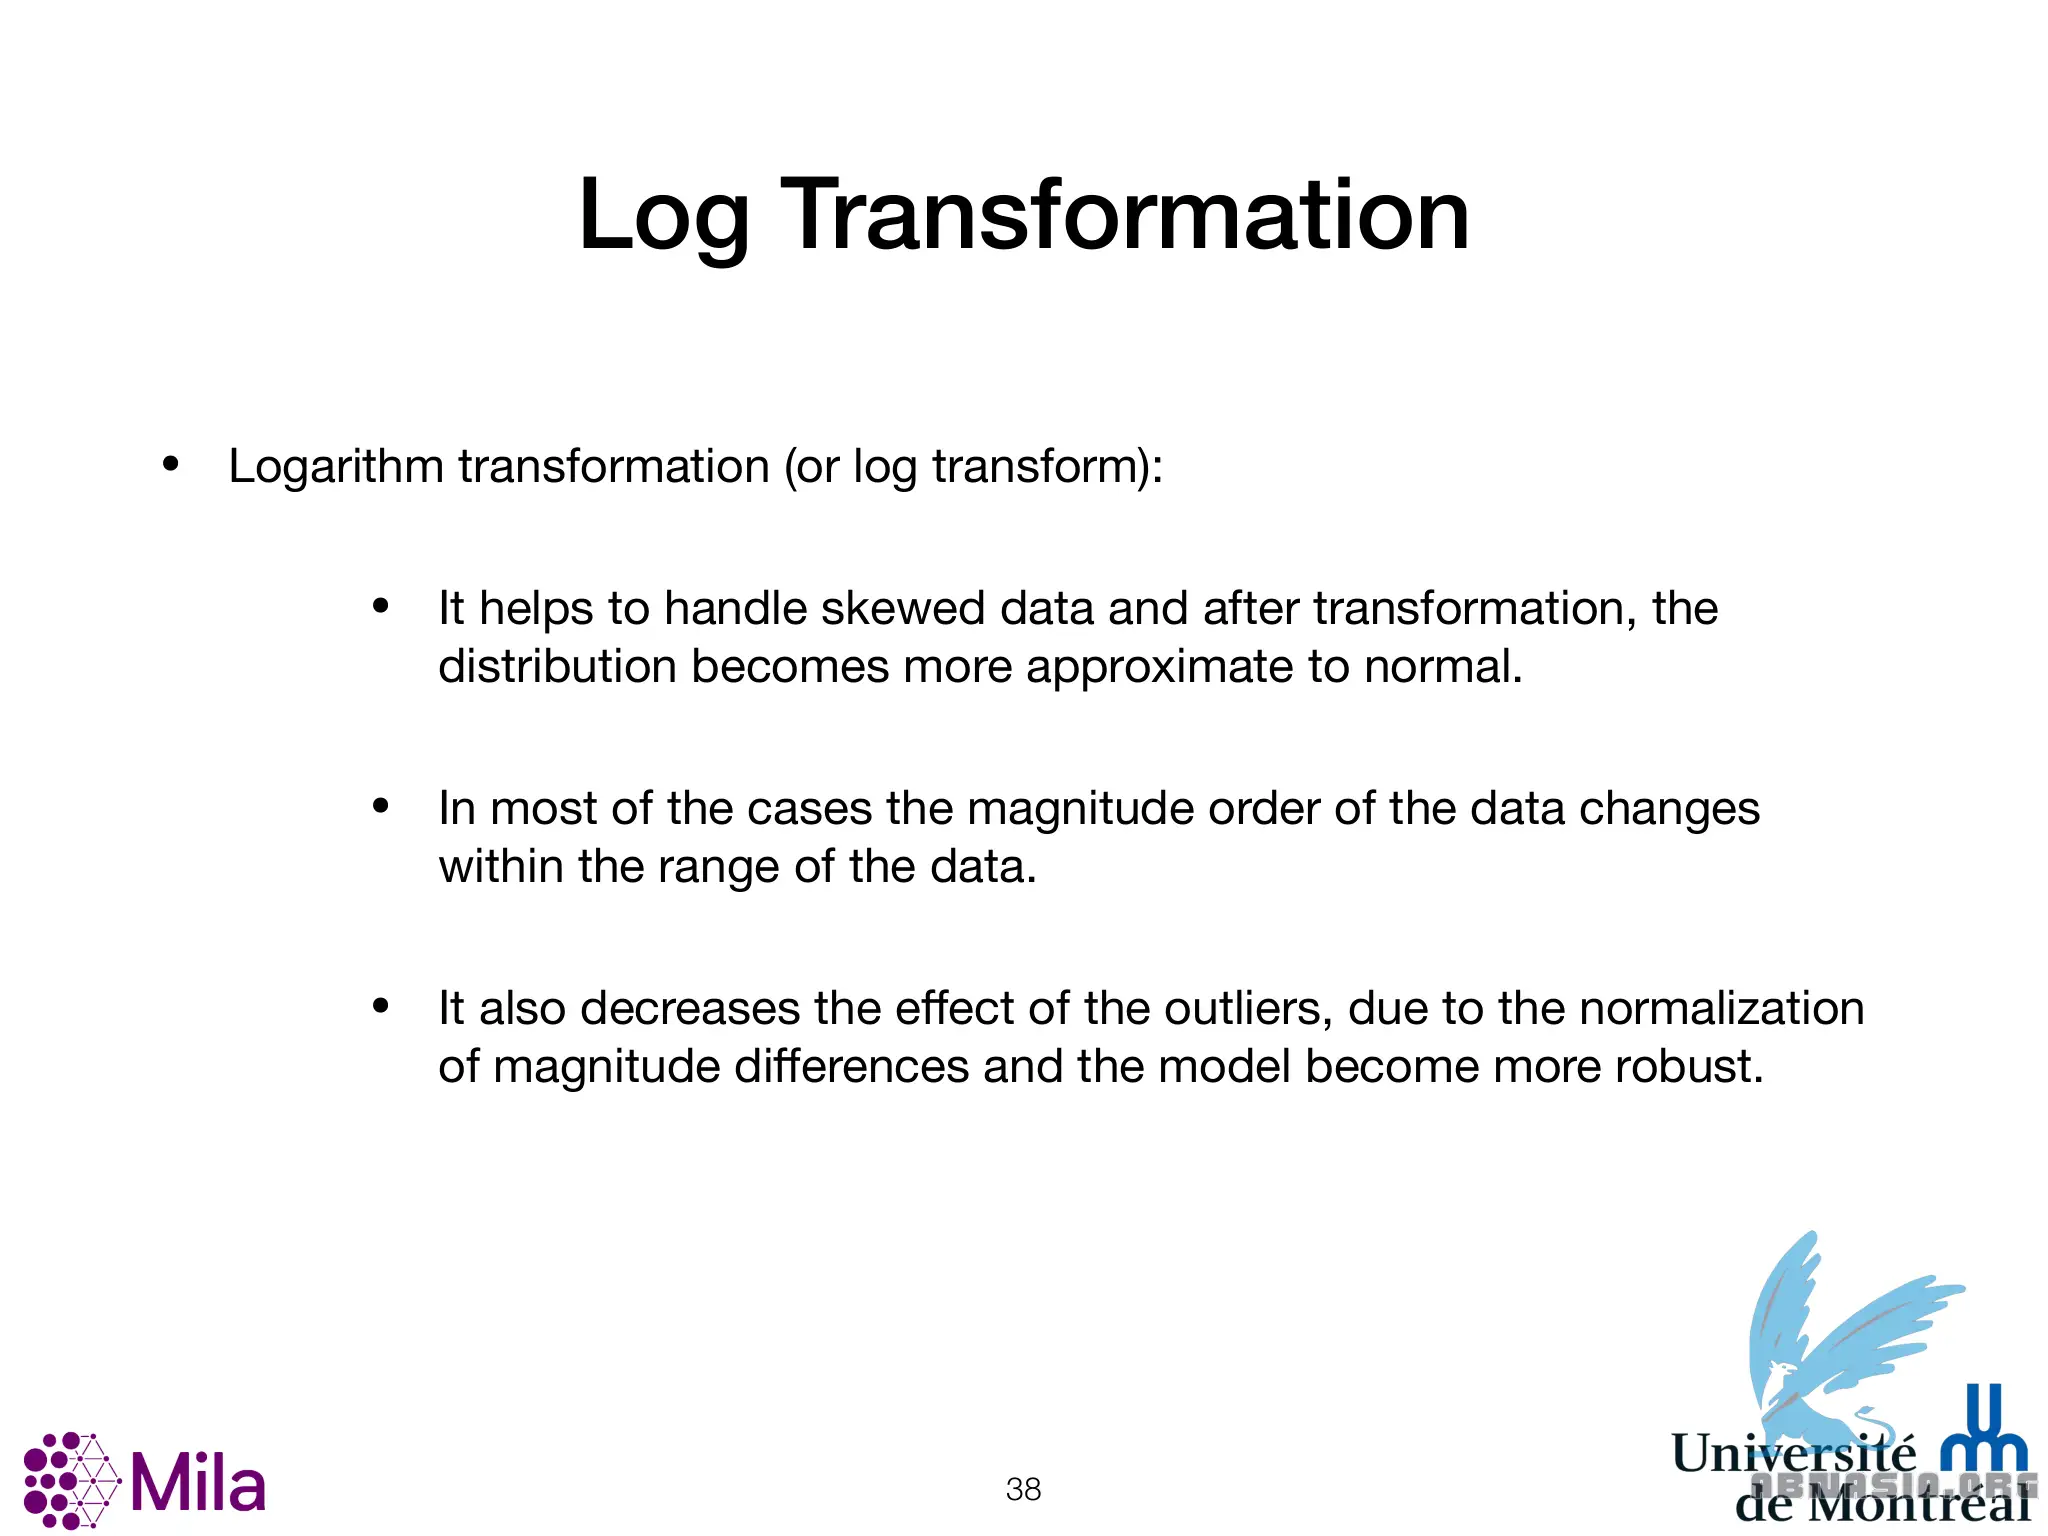 Log Transformation
• Logarithm transformation (or log transform):
• It helps to handle skewed data and after transformation, the
distribution becomes more approximate to normal.
• In most of the cases the magnitude order of the data changes
within the range of the data.
• It also decreases the effect of the outliers, due to the normalization
of magnitude differences and the model become more robust.
Mila
38
Université
ABNASIA.ORG
de Montréal